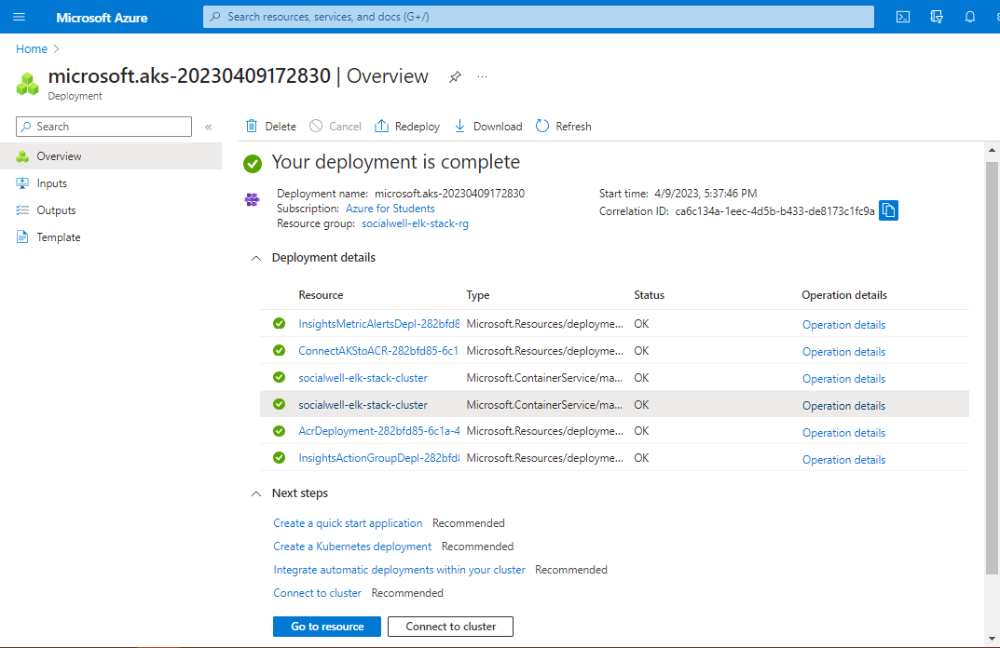 Microsoft Azure
Search resources, services, and docs (G+/)
Home
microsoft.aks-20230409172830 | Overview
Deployment
Search
Overview
Inputs
Outputs
Template
Delete Cancel Redeploy Download Refresh
Your deployment is complete
Deployment name: microsoft.aks-20230409172830
Subscription: Azure for Students
Resource group: socialwell-elk-stack-rg
Start time: 4/9/2023, 5:37:46 PM
Correlation ID: ca6c134a-1eec-4d5b-b433-de8173c1fc9a
Deployment details
Resource Type Status Operation details
InsightsMetricAlertsDepl-282bfd8 Microsoft.Resources/deployme... OK Operation details
ConnectAKStoACR-282bfd85-6c1 Microsoft.Resources/deployme... OK Operation details
socialwell-elk-stack-cluster Microsoft.ContainerService/ma... OK Operation details
socialwell-elk-stack-cluster Microsoft.ContainerService/ma... OK Operation details
AcrDeployment-282bfd85-6c1a-4 Microsoft.Resources/deployme... OK Operation details
InsightsActionGroupDepl-282bfd8 Microsoft.Resources/deployme... OK Operation details
Next steps
Create a quick start application Recommended
Create a Kubernetes deployment Recommended
Integrate automatic deployments within your cluster Recommended
Connect to cluster Recommended
Go to resource Connect to cluster